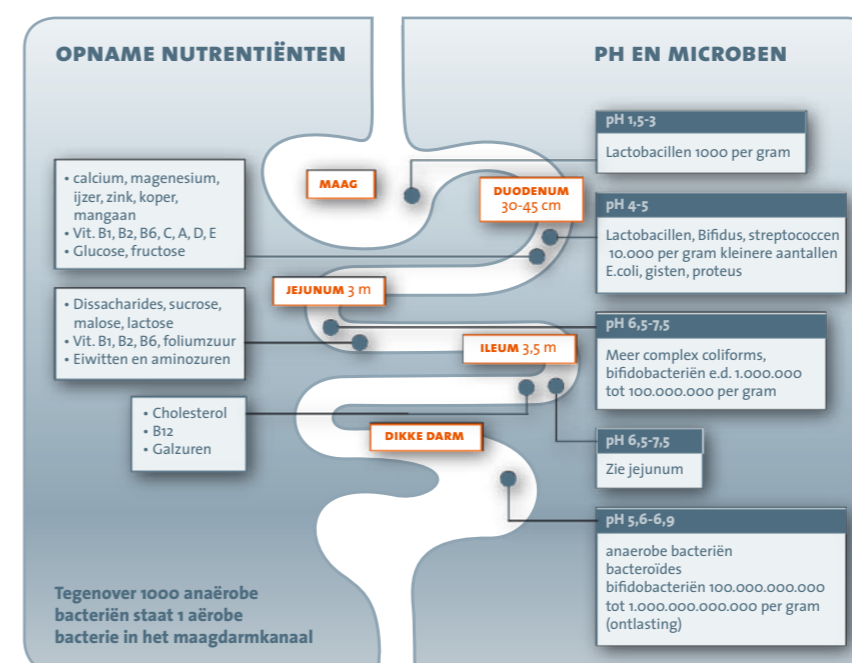 OPNAME NUTRENTIËNTEN
• calcium, magenesium,
ijzer, zink, koper,
mangaan
• Vit. B1, B2, B6, C, A, D, E
• Glucose, fructose
• Dissacharides, sucrose,
malose, lactose
• Vit. B1, B2, B6, foliumzuur
• Eiwitten en aminozuren
• Cholesterol
• B12
• Galzuren
Tegenover 1000 anaërobe
bacteriën staat 1 aërobe
bacterie in het maagdarmkanaal
MAAG
DUODENUM
30-45 cm
JEJUNUM 3 m
ILEUM 3,5 m
DIKKE DARM
PH EN MICROBEN
pH 1,5-3
Lactobacillen 1000 per gram
pH 4-5
Lactobacillen, Bifidus, streptococcen
10.000 per gram kleinere aantallen
E.coli, gisten, proteus
pH 6,5-7,5
Meer complex coliforms,
bifidobacteriën e.d. 1.000.000
tot 100.000.000 per gram
pH 6,5-7,5
Zie jejunum
pH 5,6-6,9
anaerobe bacteriën
bacteroïdes
bifidobacteriën 100.000.000.000
tot 1.000.000.000.000 per gram
(ontlasting)